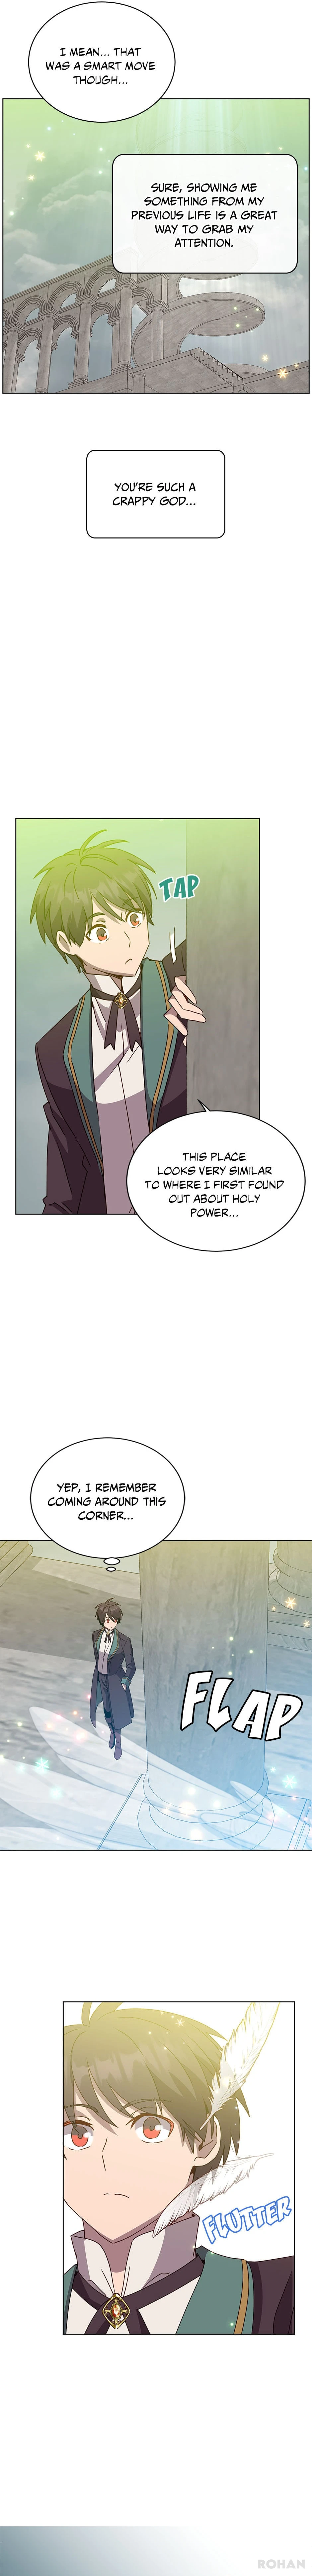 I MEAN... THAT
WAS A SMART MOVE
THOUGH...
SURE, SHOWING ME
SOMETHING FROM MY
PREVIOUS LIFE IS A GREAT
WAY TO GRAB MY
ATTENTION.
YOU'RE SUCH A
CRAPPY GOD...
TAP
THIS PLACE
LOOKS VERY SIMILAR
TO WHERE I FIRST FOUND
OUT ABOUT HOLY
POWER...
YEP, I REMEMBER
COMING AROUND THIS
CORNER...
FLAP
FLUTTER
ROHAN